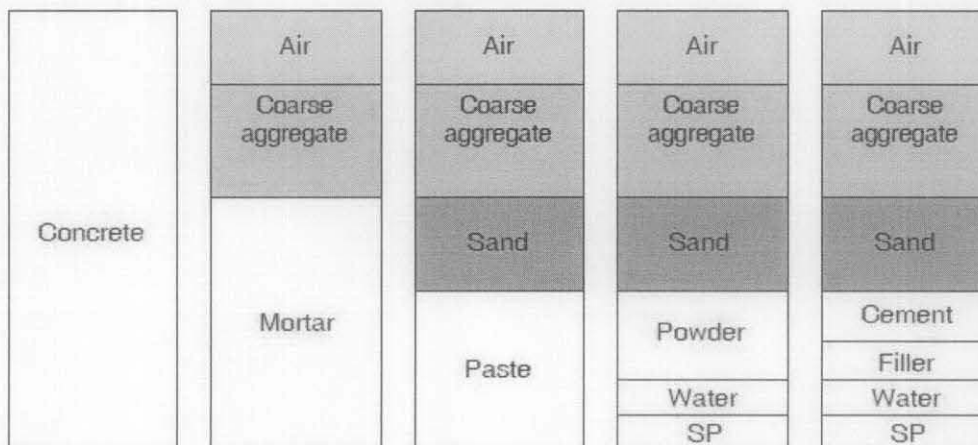 Air
Air
Air
Air
Coarse
aggregate
Coarse
aggregate
Coarse
aggregate
Coarse
aggregate
Concrete
Sand
Sand
Sand
Mortar
Paste
Powder
Cement
Filler
Water
Water
SP
SP